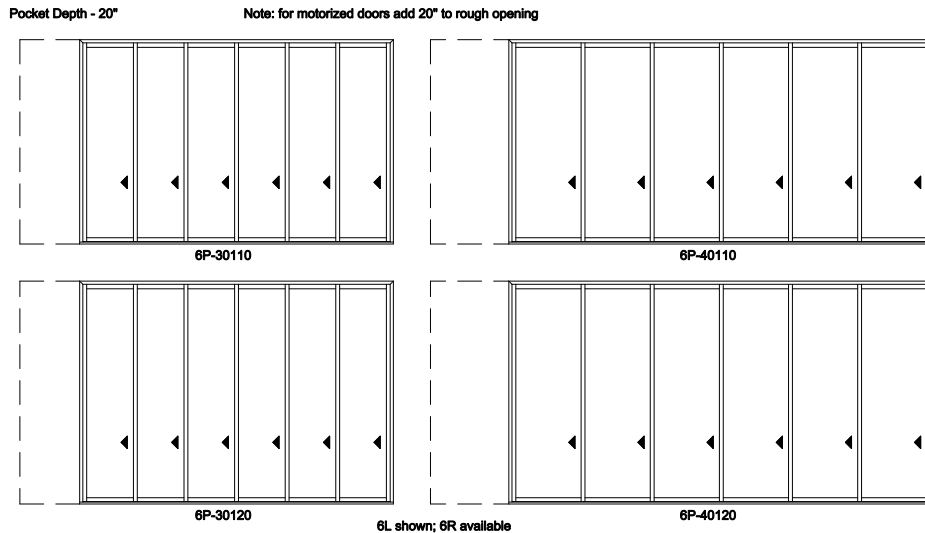 Pocket Depth - 20"
Note: for motorized doors add 20" to rough opening
6P-30110
6P-40110
6P-30120
6P-40120
6L shown; 6R available